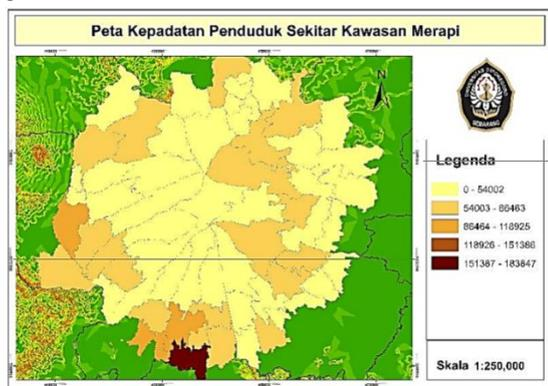 Peta Kepadatan Penduduk Sekitar Kawasan Merapi
N
SEMARANG
Legenda
0 - 54002
54003 - 86463
86464 - 118925
118926 - 151386
151387 - 183847
Skala 1:250,000